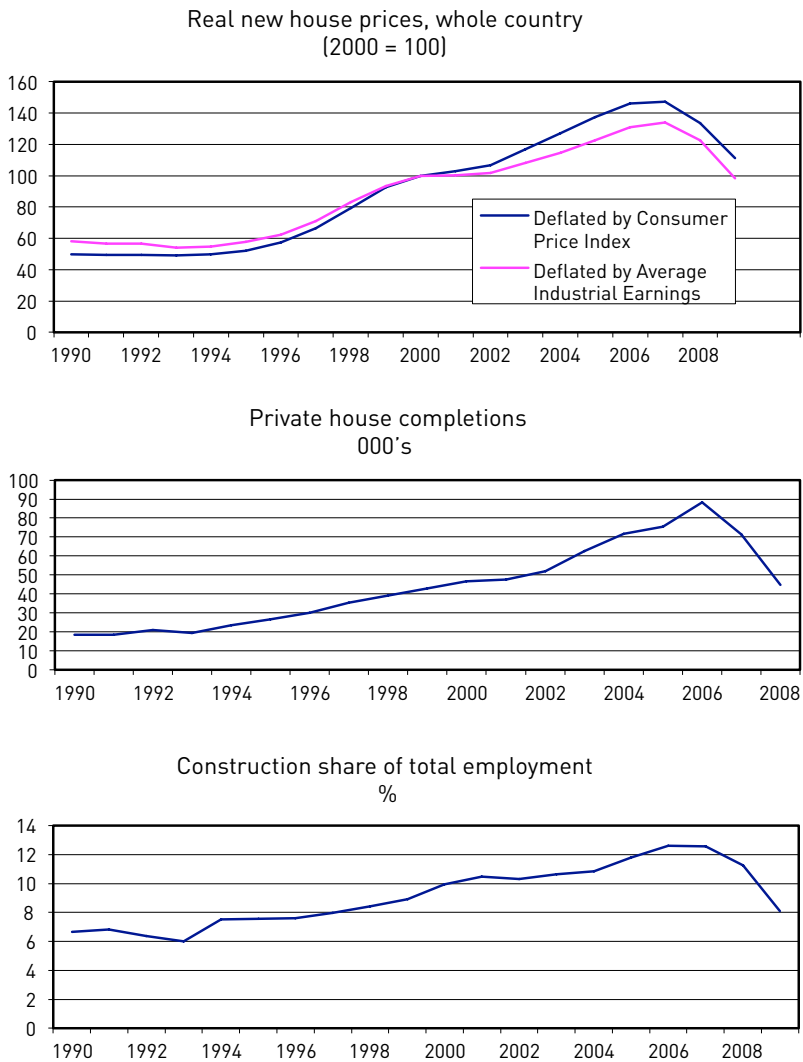 Real new house prices, whole country
(2000 = 100)
160
140
120
100
80
60
40
20
0
Deflated by Consumer
Price Index
Deflated by Average
Industrial Earnings
1990 1992 1994 1996 1998 2000 2002 2004 2006 2008
Private house completions
000's
100
90
80
70
60
50
40
30
20
10
0
1990 1992 1994 1996 1998 2000 2002 2004 2006 2008
Construction share of total employment
%
14
12
10
8
6
4
2
0
1990 1992 1994 1996 1998 2000 2002 2004 2006 2008